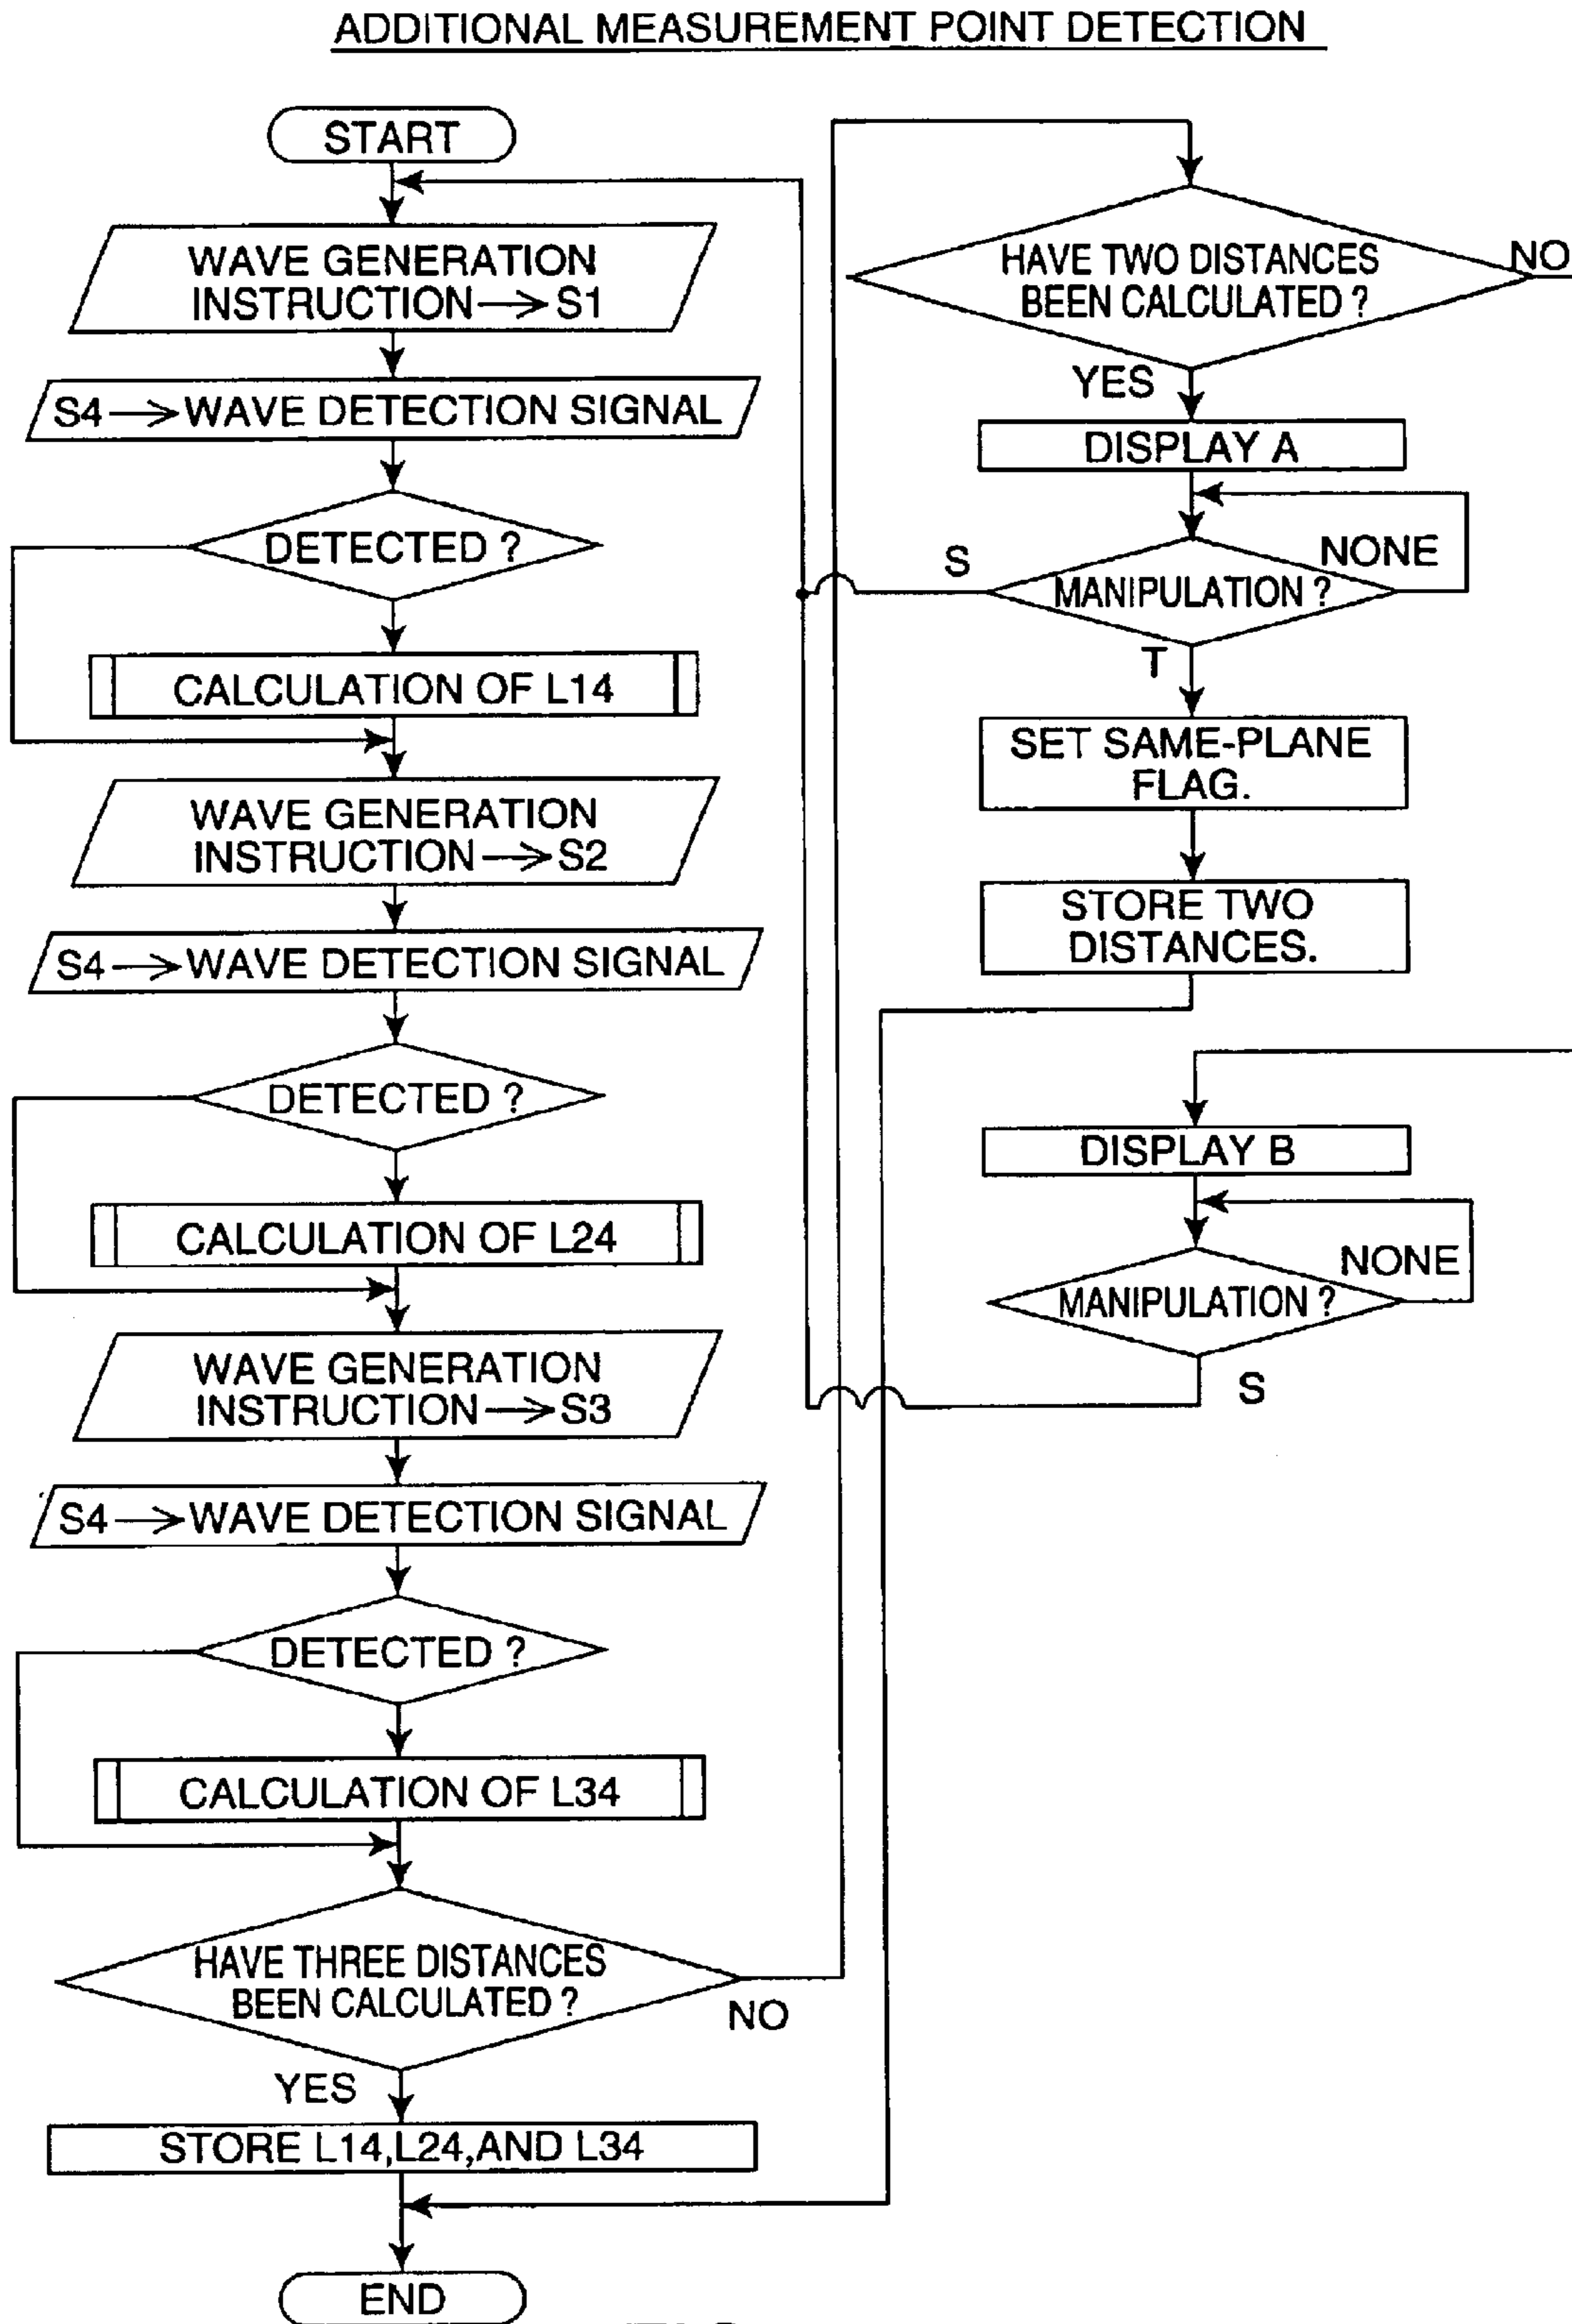 ADDITIONAL MEASUREMENT POINT DETECTION
START
WAVE GENERATION
INSTRUCTION → S1
S4 → WAVE DETECTION SIGNAL
DETECTED ?
CALCULATION OF L14
WAVE GENERATION
INSTRUCTION → S2
S4 → WAVE DETECTION SIGNAL
DETECTED ?
CALCULATION OF L24
WAVE GENERATION
INSTRUCTION → S3
S4 → WAVE DETECTION SIGNAL
DETECTED ?
CALCULATION OF L34
HAVE THREE DISTANCES
BEEN CALCULATED ?
NO
YES
STORE L14,L24,AND L34
END
HAVE TWO DISTANCES
BEEN CALCULATED ?
NO
YES
DISPLAY A
NONE
S
MANIPULATION ?
T
SET SAME-PLANE
FLAG.
STORE TWO
DISTANCES.
DISPLAY B
NONE
MANIPULATION ?
S